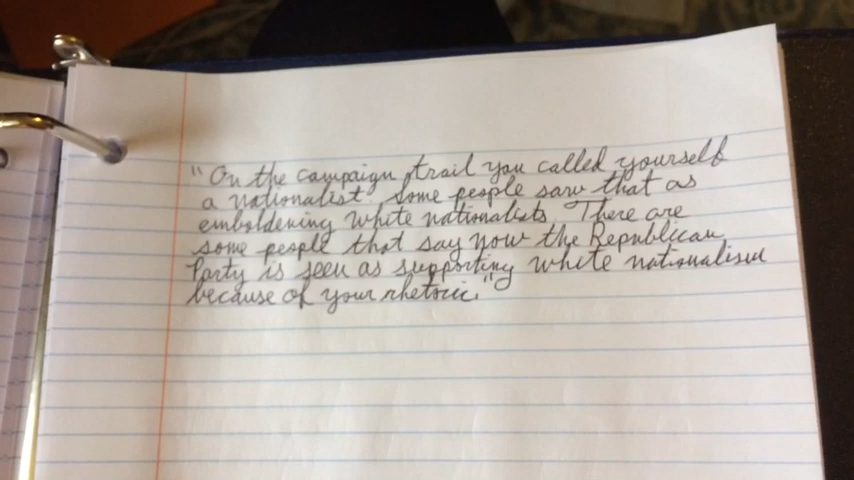 "On the campaign trail you called yourself
a nationalist. Some people saw that as
emboldening white nationalists. There are
some people that say now the Republican
Party is seen as supporting white nationalism
because of your rhetoric."